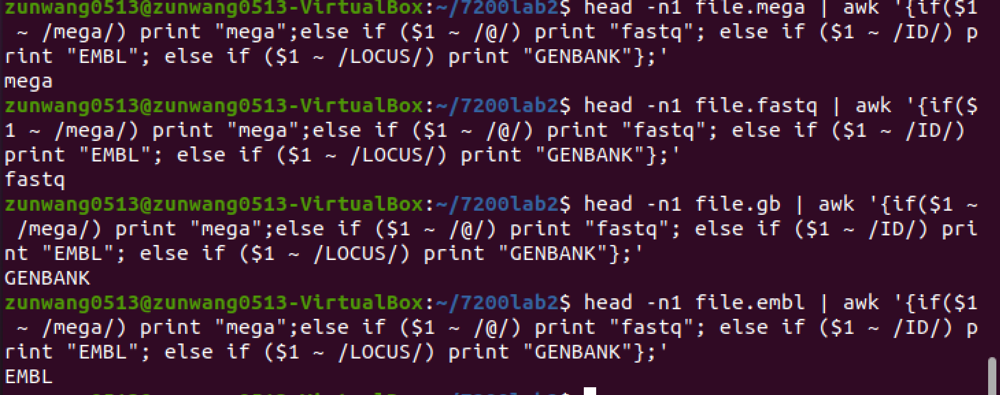 zunwang0513@zunwang0513-VirtualBox:~/7200lab2$ head -n1 file.mega | awk '{if($1
 ~ /mega/) print "mega";else if ($1 ~ /@/) print "fastq"; else if ($1 ~ /ID/) p
rint "EMBL"; else if ($1 ~ /LOCUS/) print "GENBANK"};'
mega
zunwang0513@zunwang0513-VirtualBox:~/7200lab2$ head -n1 file.fastq | awk '{if($
1 ~ /mega/) print "mega";else if ($1 ~ /@/) print "fastq"; else if ($1 ~ /ID/)
print "EMBL"; else if ($1 ~ /LOCUS/) print "GENBANK"};'
fastq
zunwang0513@zunwang0513-VirtualBox:~/7200lab2$ head -n1 file.gb | awk '{if($1 ~
 /mega/) print "mega";else if ($1 ~ /@/) print "fastq"; else if ($1 ~ /ID/) pri
nt "EMBL"; else if ($1 ~ /LOCUS/) print "GENBANK"};'
GENBANK
zunwang0513@zunwang0513-VirtualBox:~/7200lab2$ head -n1 file.embl | awk '{if($1
 ~ /mega/) print "mega";else if ($1 ~ /@/) print "fastq"; else if ($1 ~ /ID/) p
rint "EMBL"; else if ($1 ~ /LOCUS/) print "GENBANK"};'
EMBL